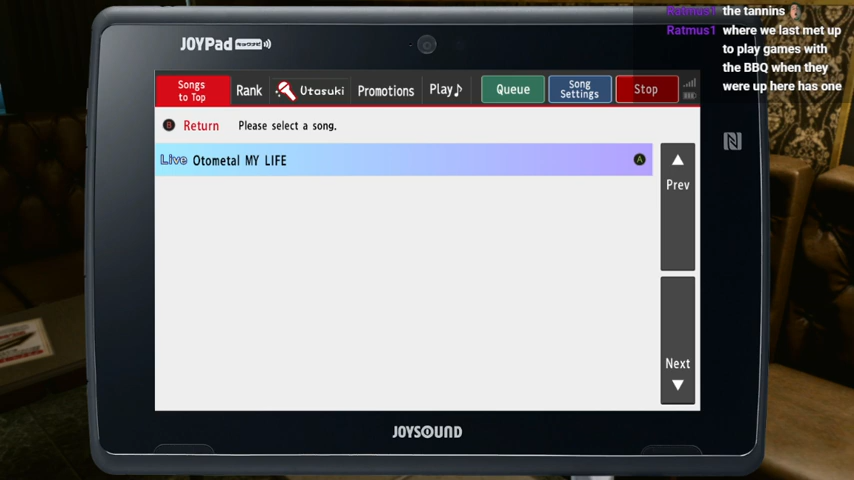 Ratmus1 the tannins
Ratmus1 where we last met up
to play games with
the BBQ when they
were up here has one
JOYPad
Songs
to Top
Rank
Utasuki
Promotions
Play♪
Queue
Song
Settings
Stop
B Return Please select a song.
Live Otometal MY LIFE A
▲
Prev
Next
▼
JOYSOUND